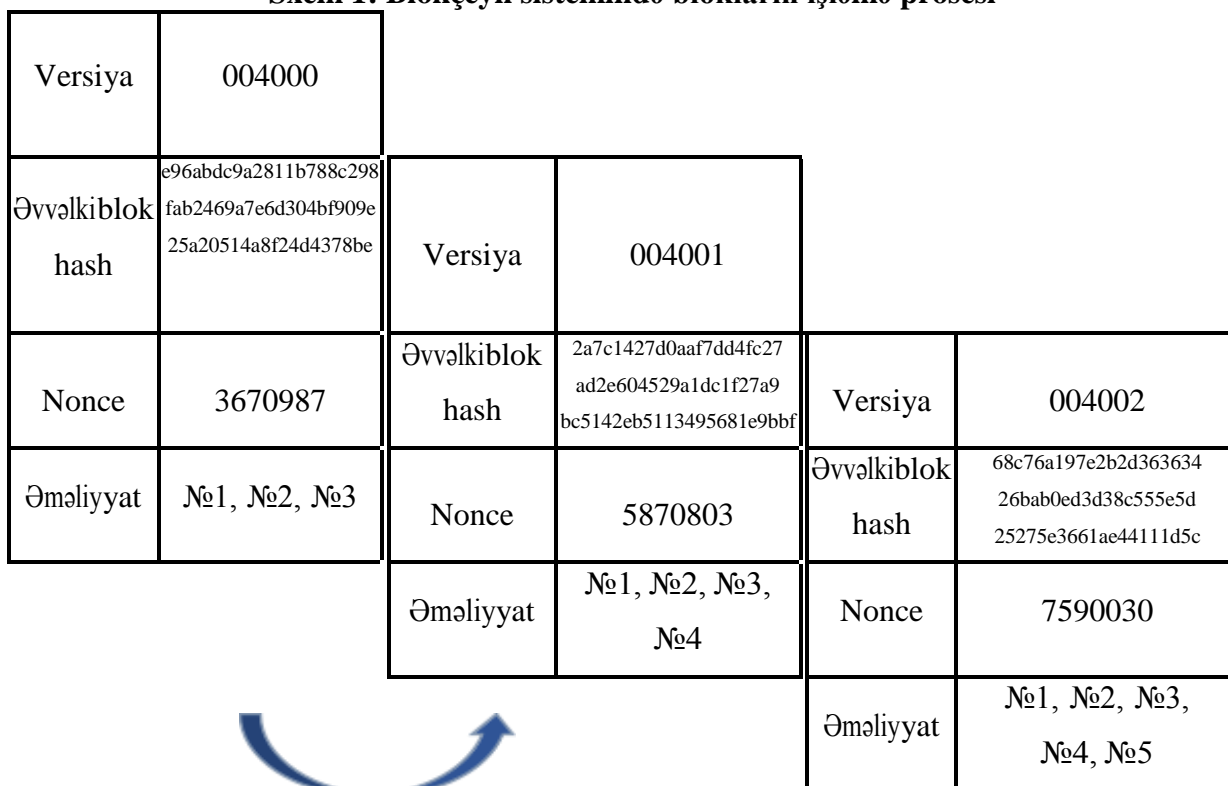 Versiya
004000
Əvvəlkiblok
hash
e96abdc9a2811b788c298
fab2469a7e6d304bf909e
25a20514a8f24d4378be
Nonce
3670987
Əməliyyat
№1, №2, №3
Versiya
004001
Əvvəlkiblok
hash
2a7c1427d0aaf7dd4fc27
ad2e604529a1dc1f27a9
bc5142eb5113495681e9bbf
Nonce
5870803
Əməliyyat
№1, №2, №3,
№4
Versiya
004002
Əvvəlkiblok
hash
68c76a197e2b2d363634
26bab0ed3d38c555e5d
25275e3661ae44111d5c
Nonce
7590030
Əməliyyat
№1, №2, №3,
№4, №5